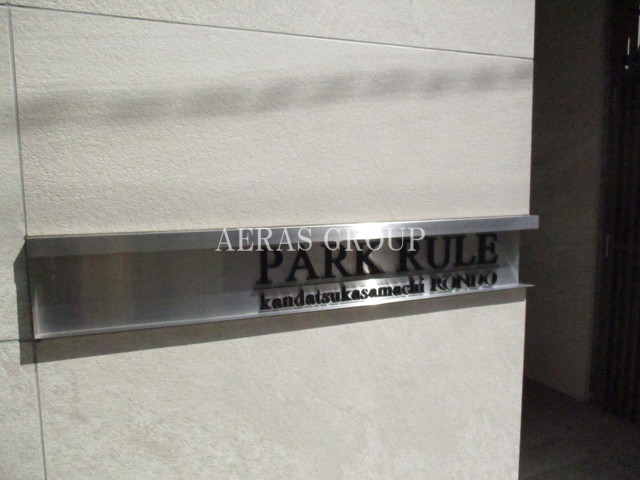 AERAS GROUP
PARK RULE
kandatsukasamachi RONDO